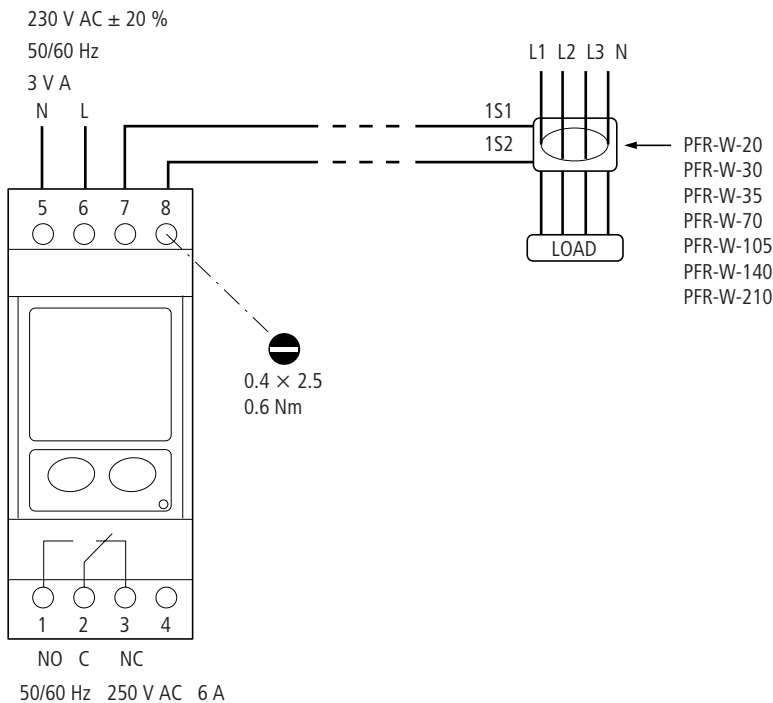 230 V AC ± 20 %
50/60 Hz
3 V A
N L
L1 L2 L3 N
1S1
1S2
PFR-W-20
PFR-W-30
PFR-W-35
PFR-W-70
PFR-W-105
PFR-W-140
PFR-W-210
LOAD
5 6 7 8
0.4 × 2.5
0.6 Nm
1 2 3 4
NO C NC
50/60 Hz 250 V AC 6 A